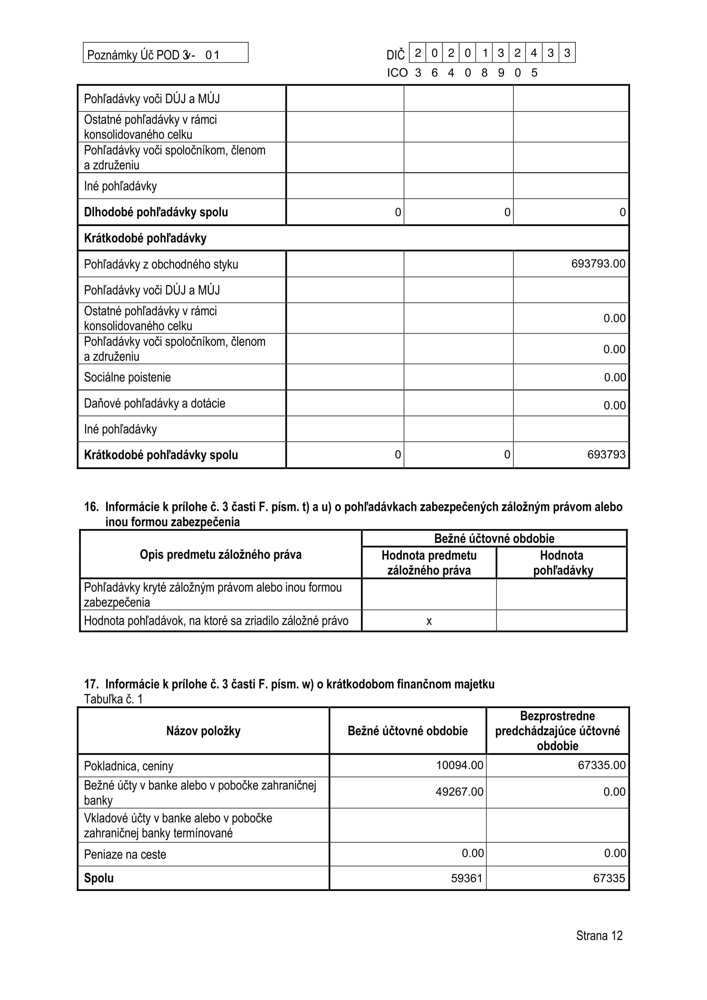 Poznámky Úč POD 3v- 01
DIČ 2 0 2 0 1 3 2 4 3 3
ICO 3 6 4 0 8 9 0 5
Pohľadávky voči DÚJ a MÚJ
Ostatné pohľadávky v rámci
konsolidovaného celku
Pohľadávky voči spoločníkom, členom
a združeniu
Iné pohľadávky
Dlhodobé pohľadávky spolu 0 0 0
Krátkodobé pohľadávky
Pohľadávky z obchodného styku 693793.00
Pohľadávky voči DÚJ a MÚJ
Ostatné pohľadávky v rámci
konsolidovaného celku 0.00
Pohľadávky voči spoločníkom, členom
a združeniu 0.00
Sociálne poistenie 0.00
Daňové pohľadávky a dotácie 0.00
Iné pohľadávky
Krátkodobé pohľadávky spolu 0 0 693793
16. Informácie k prílohe č. 3 časti F. písm. t) a u) o pohľadávkach zabezpečených záložným právom alebo
inou formou zabezpečenia
Opis predmetu záložného práva
Bežné účtovné obdobie
Hodnota predmetu
záložného práva
Hodnota
pohľadávky
Pohľadávky kryté záložným právom alebo inou formou
zabezpečenia
Hodnota pohľadávok, na ktoré sa zriadilo záložné právo x
17. Informácie k prílohe č. 3 časti F. písm. w) o krátkodobom finančnom majetku
Tabuľka č. 1
Názov položky
Bežné účtovné obdobie
Bezprostredne
predchádzajúce účtovné
obdobie
Pokladnica, ceniny 10094.00 67335.00
Bežné účty v banke alebo v pobočke zahraničnej
banky 49267.00 0.00
Vkladové účty v banke alebo v pobočke
zahraničnej banky termínované
Peniaze na ceste 0.00 0.00
Spolu 59361 67335
Strana 12